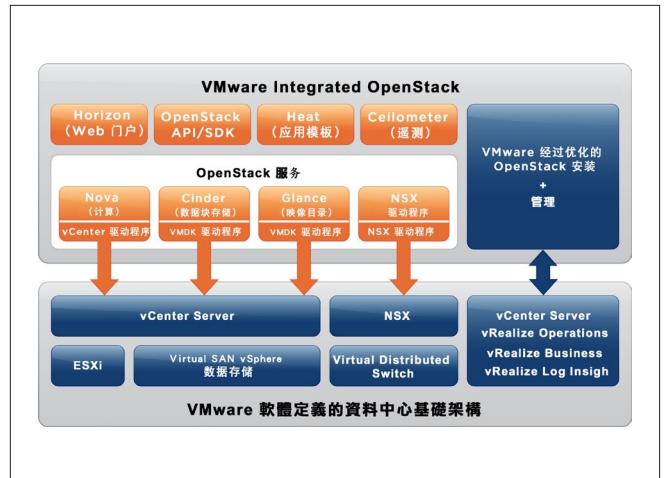 VMware Integrated OpenStack
Horizon
（Web 门户）
OpenStack
API/SDK
Heat
（应用模板）
Ceilometer
（遥测）
VMware 经过优化的
OpenStack 安装
+
管理
OpenStack 服务
Nova
（计算）
vCenter 驱动程序
Cinder
（数据块存储）
VMDK 驱动程序
Glance
（映像目录）
VMDK 驱动程序
NSX
驱动程序
NSX 驱动程序
vCenter Server
NSX
vCenter Server
vRealize Operations
vRealize Business
vRealize Log Insigh
ESXi
Virtual SAN vSphere
数据存储
Virtual Distributed
Switch
VMware 軟體定義的資料中心基礎架構